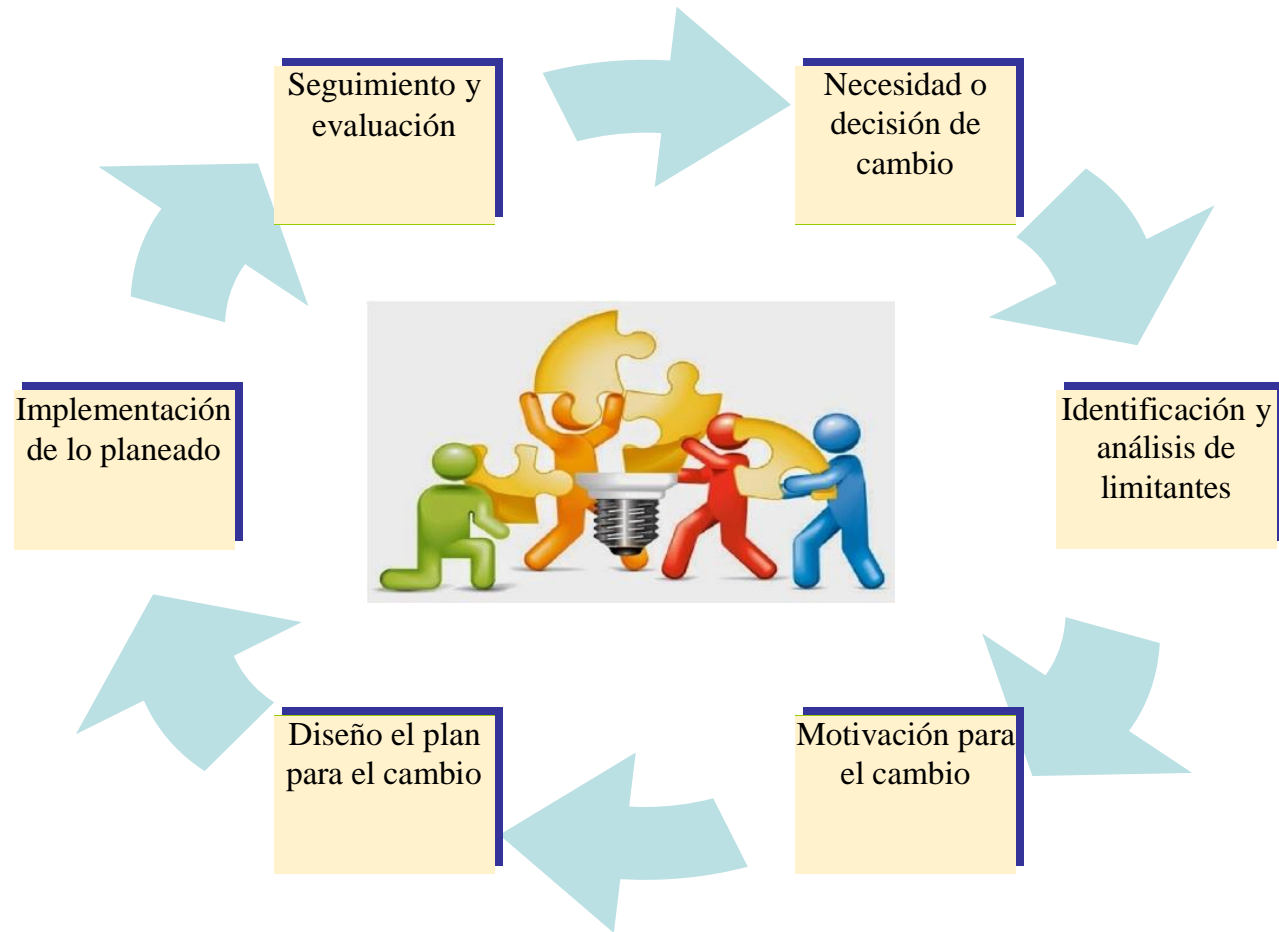 Seguimiento y
evaluación
Necesidad o
decisión de
cambio
Implementación
de lo planeado
Identificación y
análisis de
limitantes
Diseño el plan
para el cambio
Motivación para
el cambio